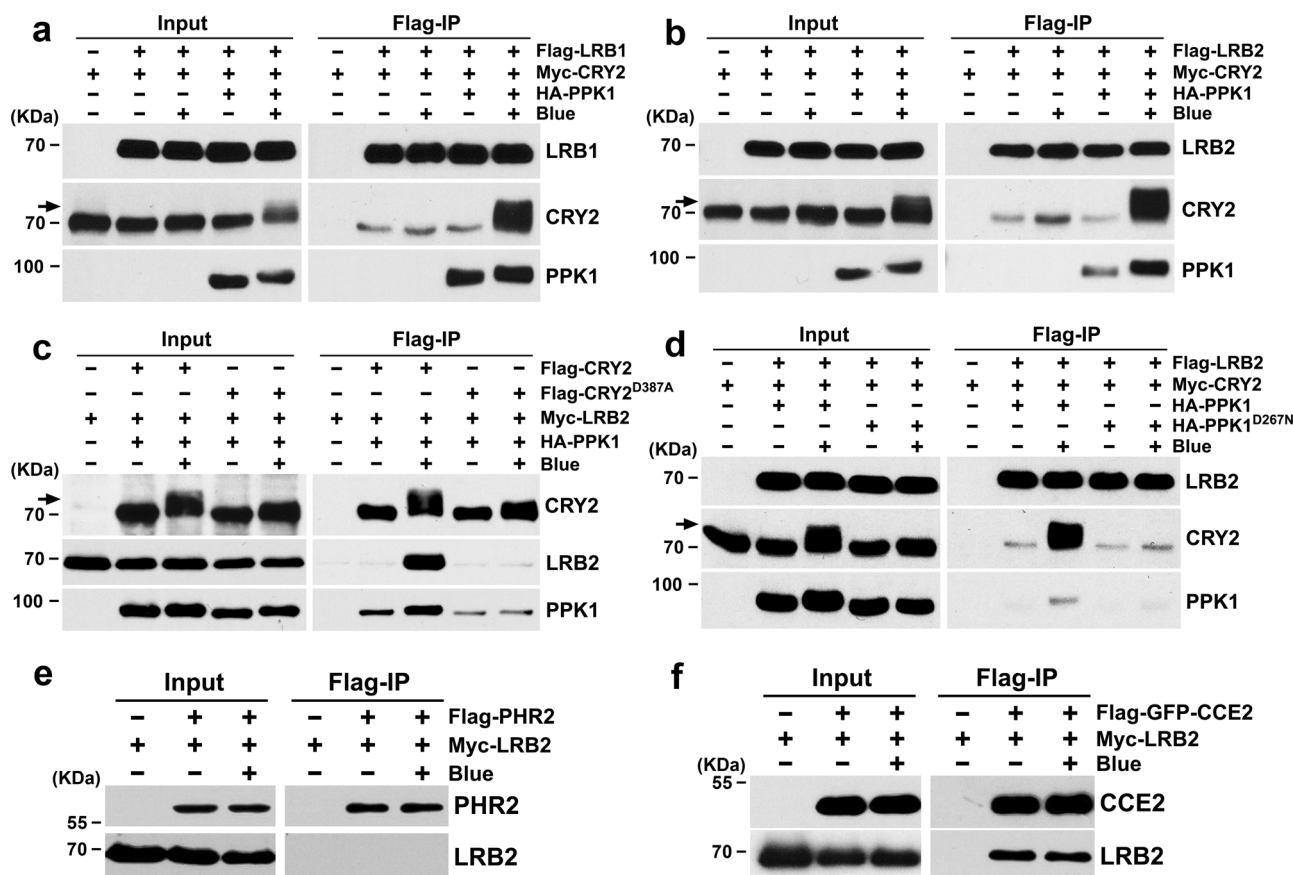 a
Input Flag-IP
− + + + + − + + + + Flag-LRB1
+ + + + + + + + + + Myc-CRY2
− − − + + − − − + + HA-PPK1
(KDa) − − + − + − − + − + Blue
70 LRB1
70 CRY2
100 PPK1
b
Input Flag-IP
− + + + + − + + + + Flag-LRB2
+ + + + + + + + + + Myc-CRY2
− − − + + − − − + + HA-PPK1
(KDa) − − + − + − − + − + Blue
70 LRB2
70 CRY2
100 PPK1
c
Input Flag-IP
− + + − − − + + − − Flag-CRY2
− − − + + − − − + + Flag-CRY2D387A
+ + + + + + + + + + Myc-LRB2
− + + + + − + + + + HA-PPK1
(KDa) − − + − + − − + − + Blue
70 CRY2
70 LRB2
100 PPK1
d
Input Flag-IP
− + + + + − + + + + Flag-LRB2
+ + + + + + + + + + Myc-CRY2
− + + − − − + + − − HA-PPK1
− − − + + − − − + + HA-PPK1D267N
(KDa) − − + − + − − + − + Blue
70 LRB2
70 CRY2
100 PPK1
e
Input Flag-IP
− + + − + + Flag-PHR2
+ + + + + + Myc-LRB2
(KDa) − − + − − + Blue
PHR2
55
70 LRB2
f
Input Flag-IP
− + + − + + Flag-GFP-CCE2
+ + + + + + Myc-LRB2
(KDa) − − + − − + Blue
55 CCE2
70 LRB2